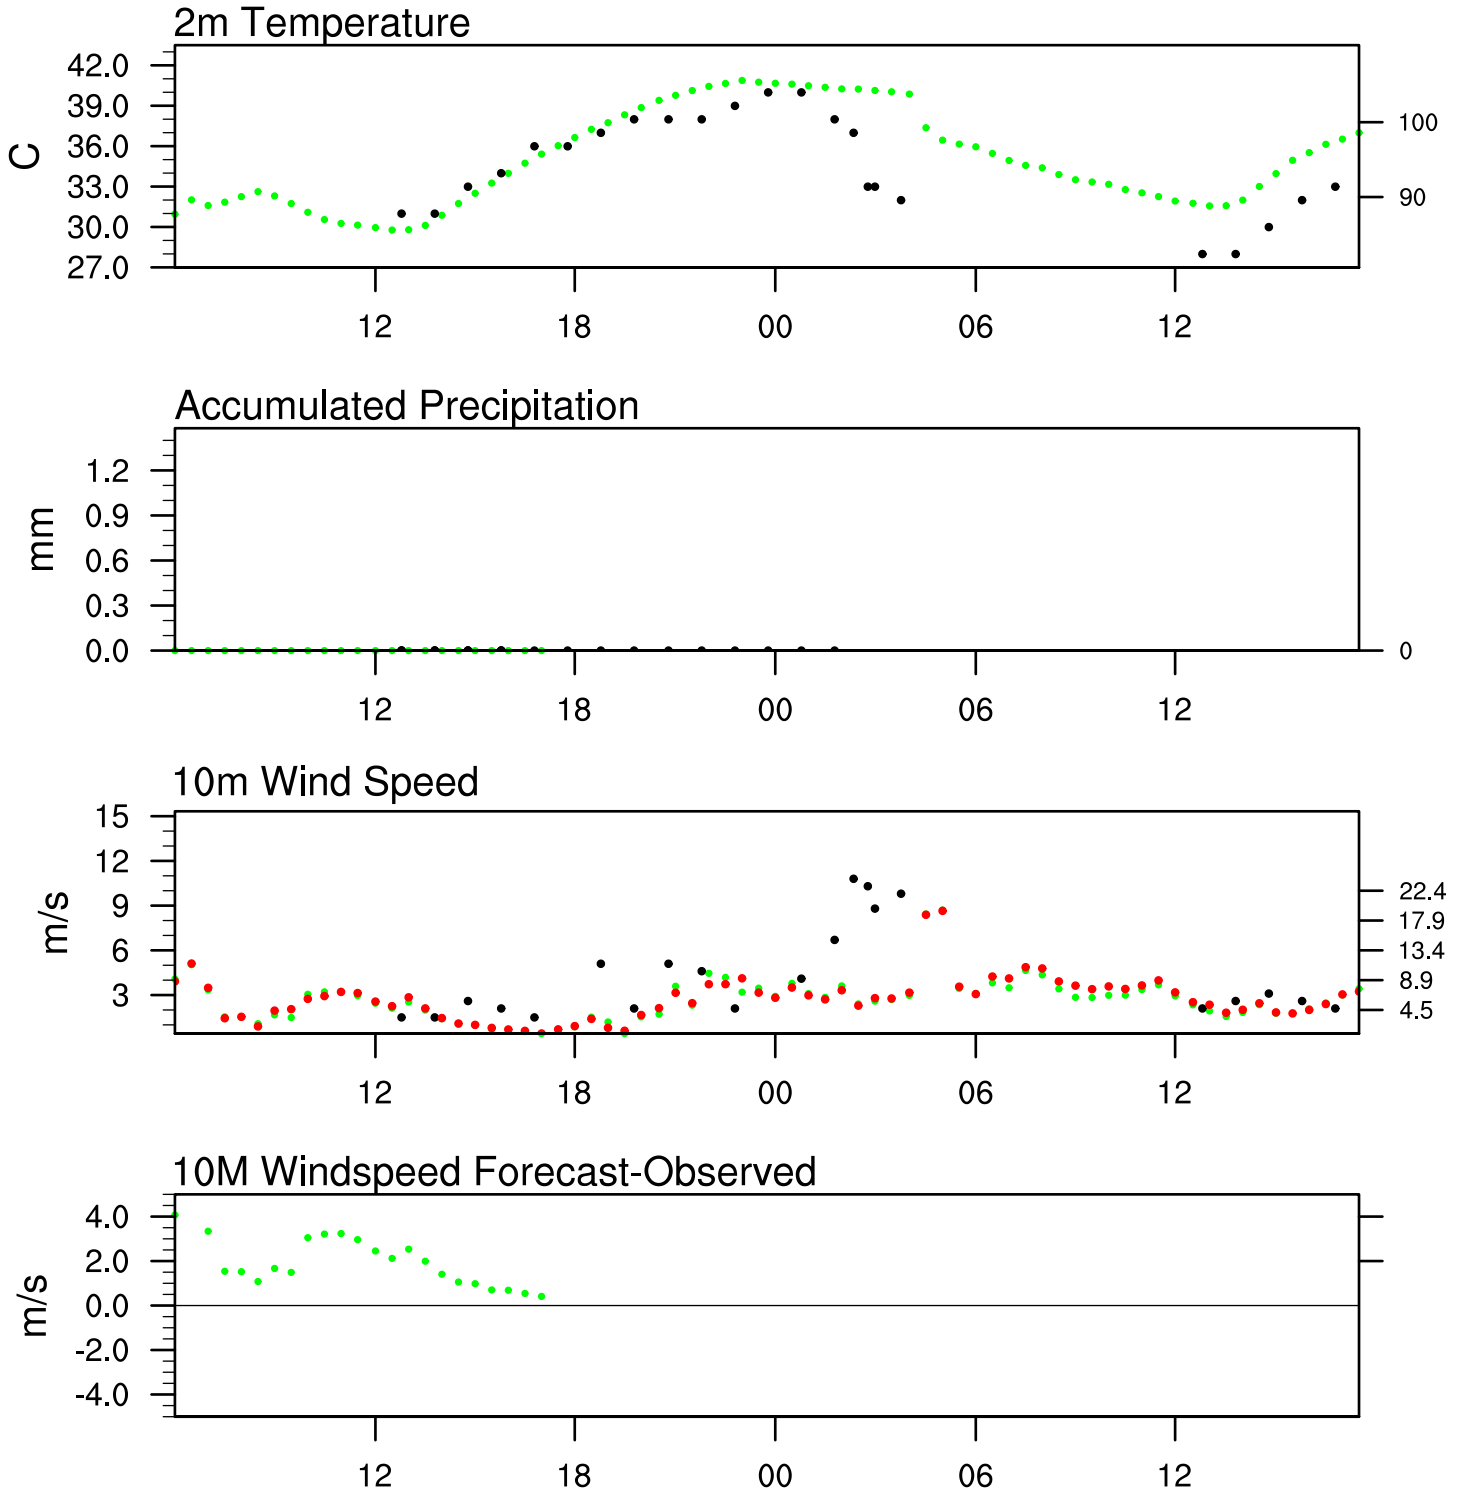 2m Temperature
42.0
39.0
36.0
33.0
30.0
27.0
C
100
90
12 18 00 06 12
Accumulated Precipitation
1.2
0.9
0.6
0.3
0.0
mm
0
12 18 00 06 12
10m Wind Speed
15
12
9
6
3
m/s
22.4
17.9
13.4
8.9
4.5
12 18 00 06 12
10M Windspeed Forecast-Observed
4.0
2.0
0.0
-2.0
-4.0
m/s
12 18 00 06 12